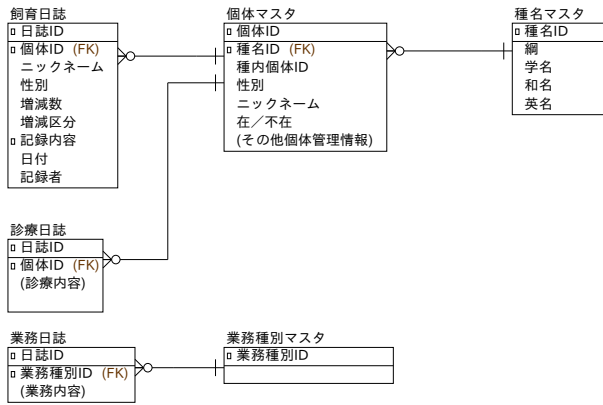 飼育日誌
日誌ID
個体ID (FK)
ニックネーム
性別
増減数
増減区分
記録内容
日付
記録者
個体マスタ
個体ID
種名ID (FK)
種内個体ID
性別
ニックネーム
在／不在
(その他個体管理情報)
種名マスタ
種名ID
綱
学名
和名
英名
診療日誌
日誌ID
個体ID (FK)
(診療内容)
業務日誌
日誌ID
業務種別ID (FK)
(業務内容)
業務種別マスタ
業務種別ID